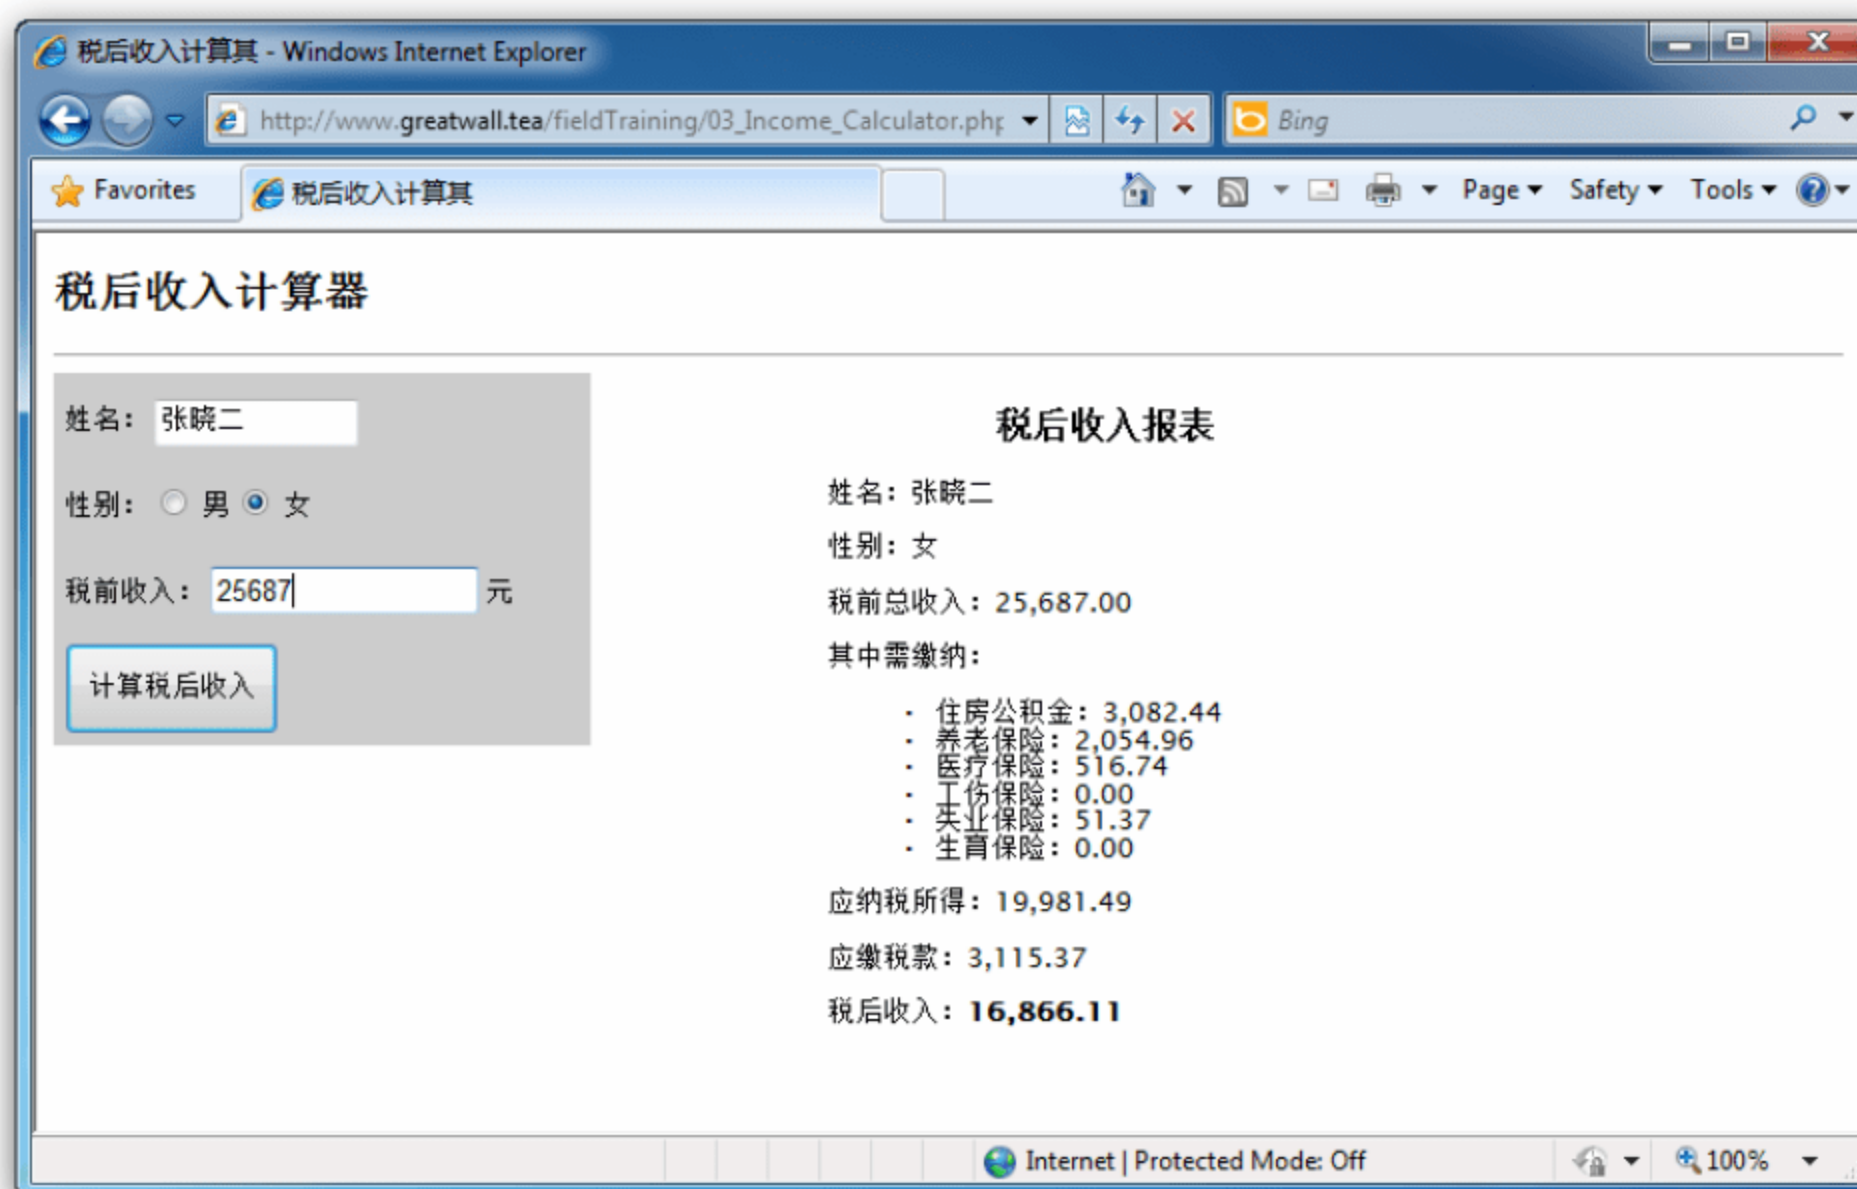 税后收入计算其 - Windows Internet Explorer
http://www.greatwall.tea/fieldTraining/03_Income_Calculator.php
Bing
Favorites
税后收入计算其
Page
Safety
Tools
税后收入计算器
姓名： 张晓二
性别： 男 女
税前收入： 25687 元
计算税后收入
税后收入报表
姓名：张晓二
性别：女
税前总收入：25,687.00
其中需缴纳：
· 住房公积金：3,082.44
· 养老保险：2,054.96
· 医疗保险：516.74
· 工伤保险：0.00
· 失业保险：51.37
· 生育保险：0.00
应纳税所得：19,981.49
应缴税款：3,115.37
税后收入：16,866.11
Internet | Protected Mode: Off
100%